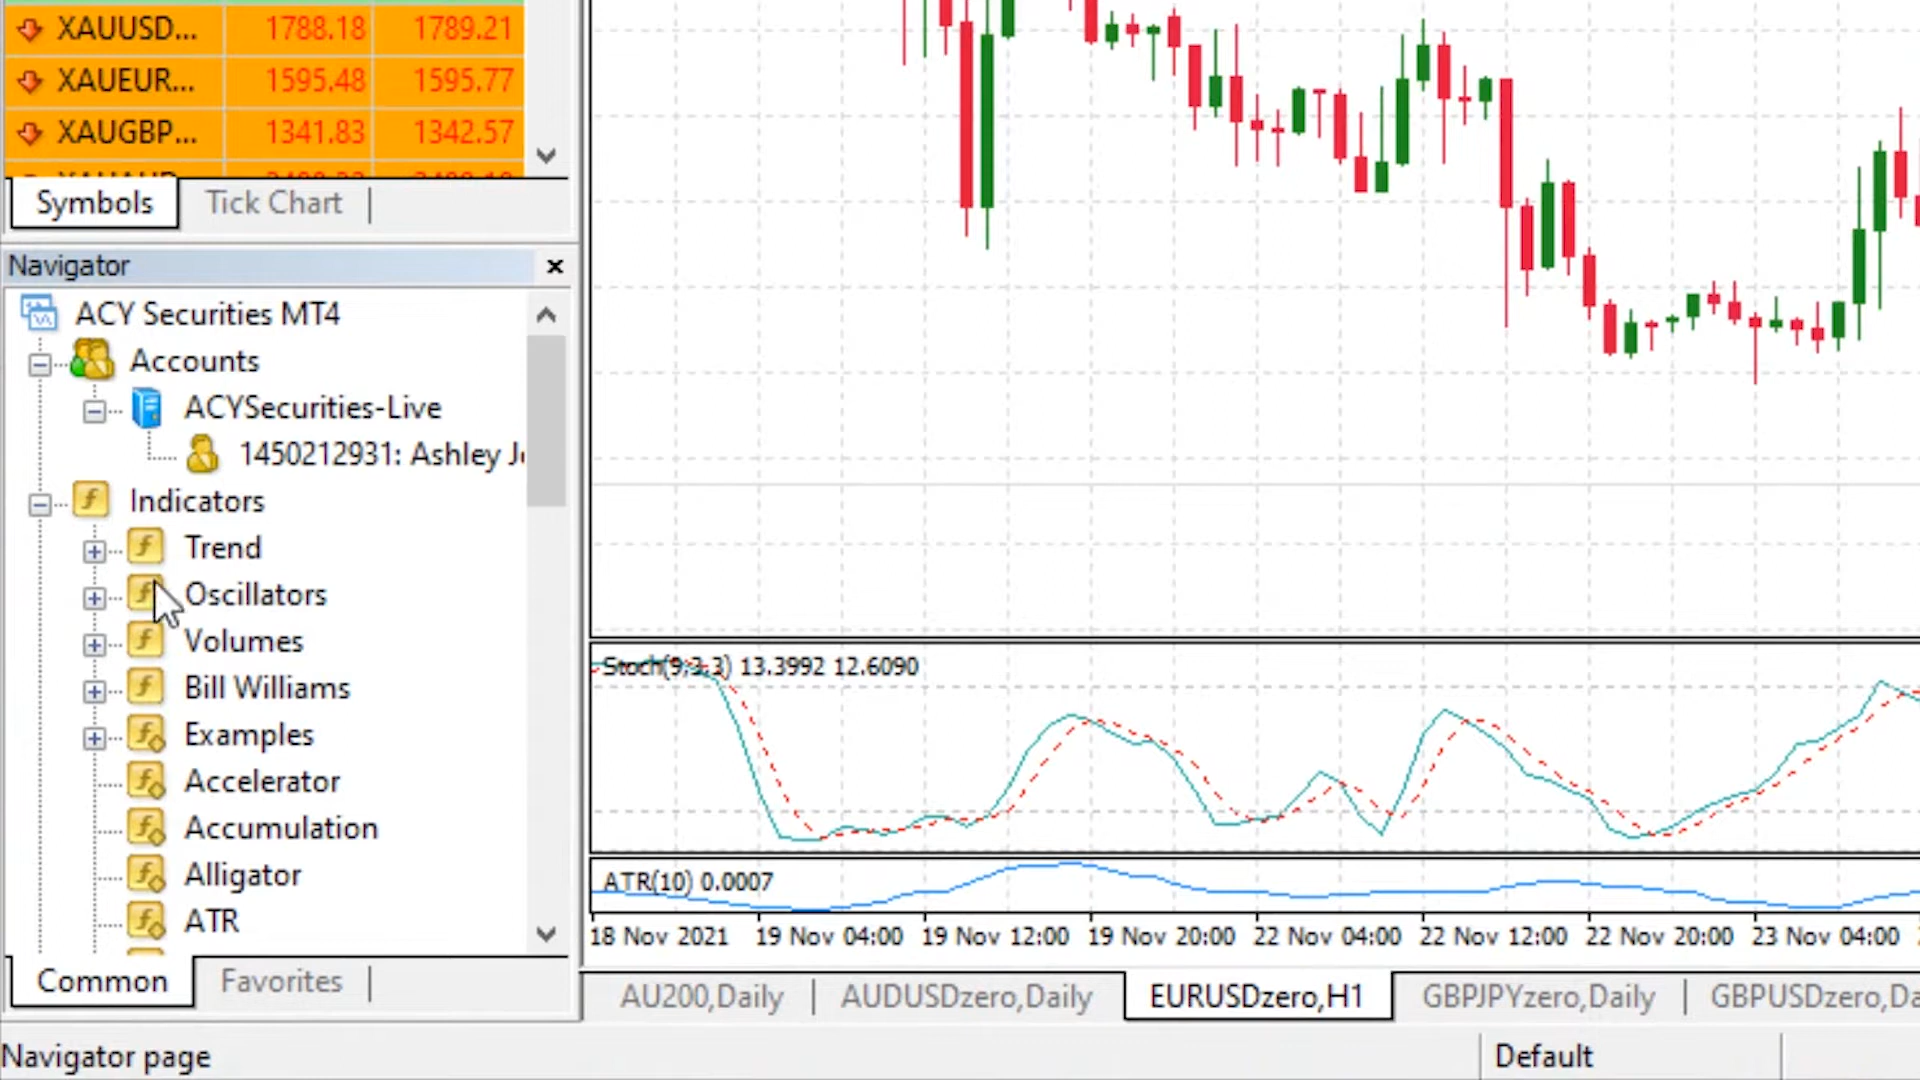 XAUUSD... 1788.18 1789.21
XAUEUR... 1595.48 1595.77
XAUGBP... 1341.83 1342.57
Symbols Tick Chart
Navigator
ACY Securities MT4
Accounts
ACYSecurities-Live
1450212931: Ashley
Indicators
Trend
Oscillators
Volumes
Bill Williams
Examples
Accelerator
Accumulation
Alligator
ATR
Common Favorites
Stoch(9,3,3) 13.3992 12.6090
ATR(10) 0.0007
18 Nov 2021 19 Nov 04:00 19 Nov 12:00 19 Nov 20:00 22 Nov 04:00 22 Nov 12:00 22 Nov 20:00 23 Nov 04:00
AU200,Daily AUDUSDzero,Daily EURUSDzero,H1 GBPJPYzero,Daily GBPUSDzero,Da
Navigator page Default